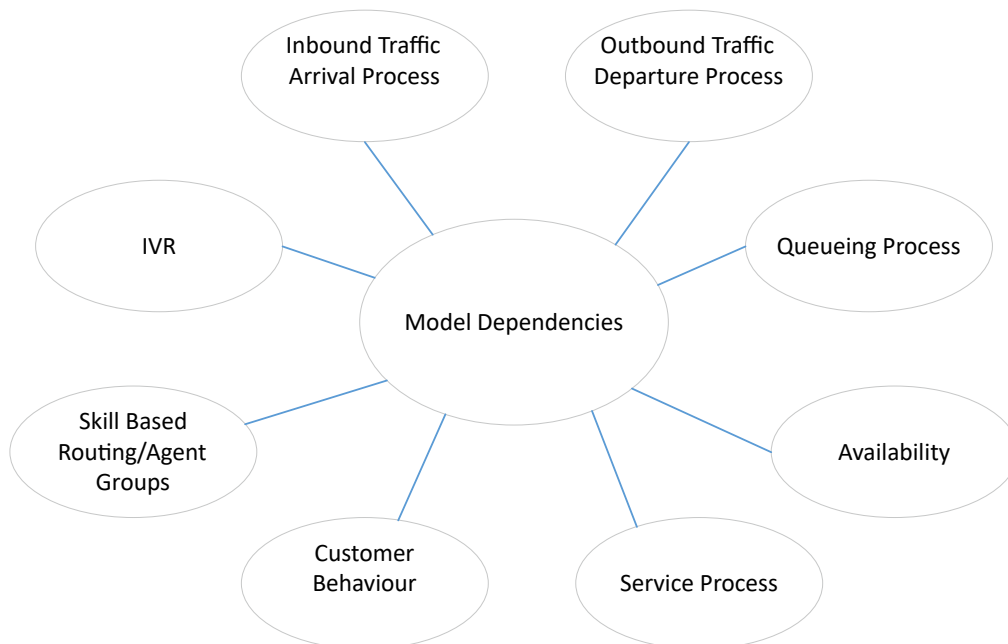 Inbound Traffic
Arrival Process
Outbound Traffic
Departure Process
IVR
Queueing Process
Model Dependencies
Skill Based
Routing/Agent
Groups
Availability
Customer
Behaviour
Service Process